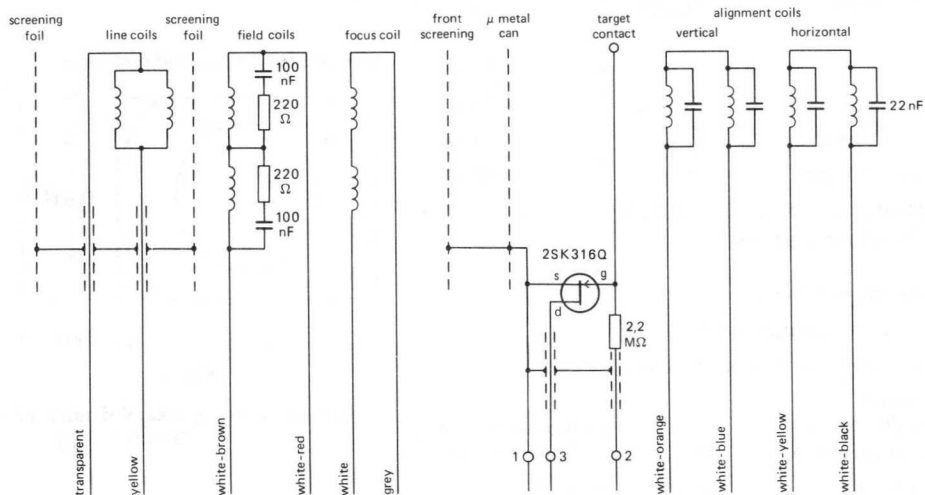 screening
foil
line coils
screening
foil
field coils
focus coil
front
screening
μ metal
can
target
contact
alignment coils
vertical
horizontal
100
nF
220
Ω
220
Ω
100
nF
22 nF
2SK316Q
s
g
d
2,2
MΩ
transparent
yellow
white-brown
white-red
white
grey
1
3
2
white-orange
white-blue
white-yellow
white-black